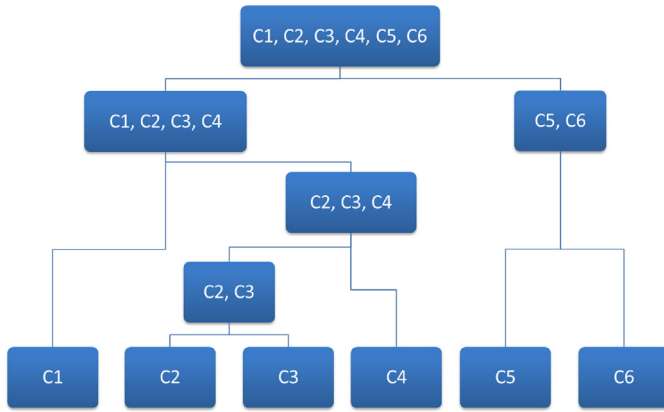 C1, C2, C3, C4, C5, C6
C1, C2, C3, C4
C5, C6
C2, C3, C4
C2, C3
C1
C2
C3
C4
C5
C6